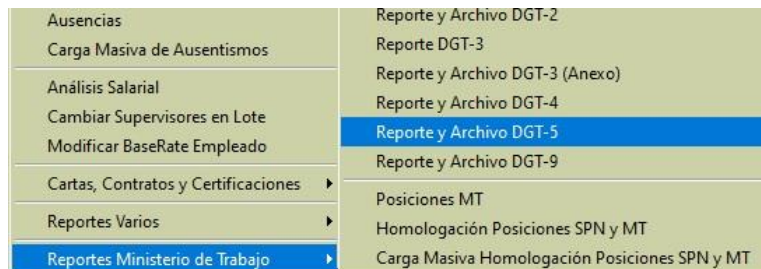 Ausencias
Carga Masiva de Ausentismos
Análisis Salarial
Cambiar Supervisores en Lote
Modificar BaseRate Empleado
Cartas, Contratos y Certificaciones
Reportes Varios
Reportes Ministerio de Trabajo
Reporte y Archivo DGT-2
Reporte DGT-3
Reporte y Archivo DGT-3 (Anexo)
Reporte y Archivo DGT-4
Reporte y Archivo DGT-5
Reporte y Archivo DGT-9
Posiciones MT
Homologación Posiciones SPN y MT
Carga Masiva Homologación Posiciones SPN y MT